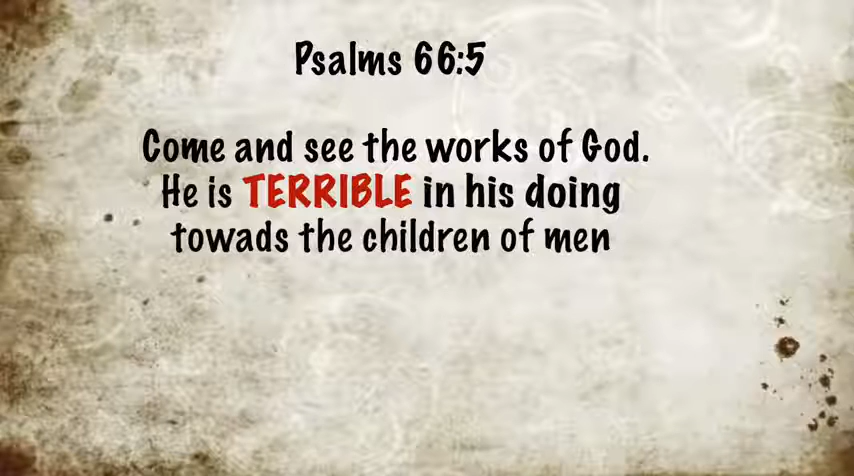 Psalms 66:5
Come and see the works of God.
He is TERRIBLE in his doing
towads the children of men